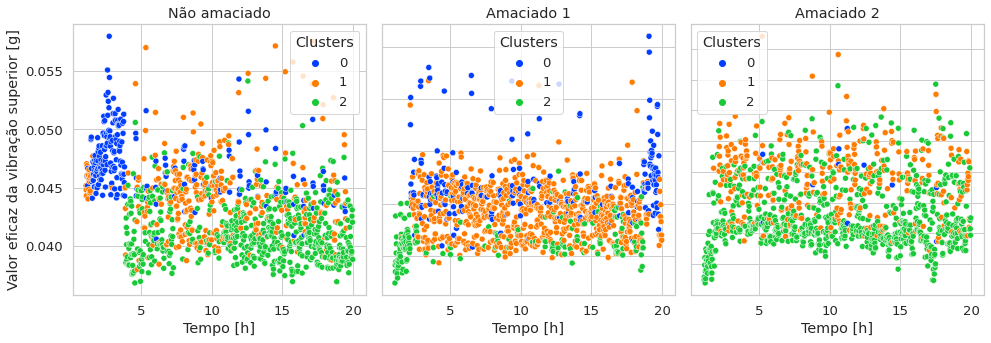 Não amaciado
Amaciado 1
Amaciado 2
Valor eficaz da vibração superior [g]
0.055
0.050
0.045
0.040
Clusters
0
1
2
Clusters
0
1
2
Clusters
0
1
2
5 10 15 20
5 10 15 20
5 10 15 20
Tempo [h]
Tempo [h]
Tempo [h]